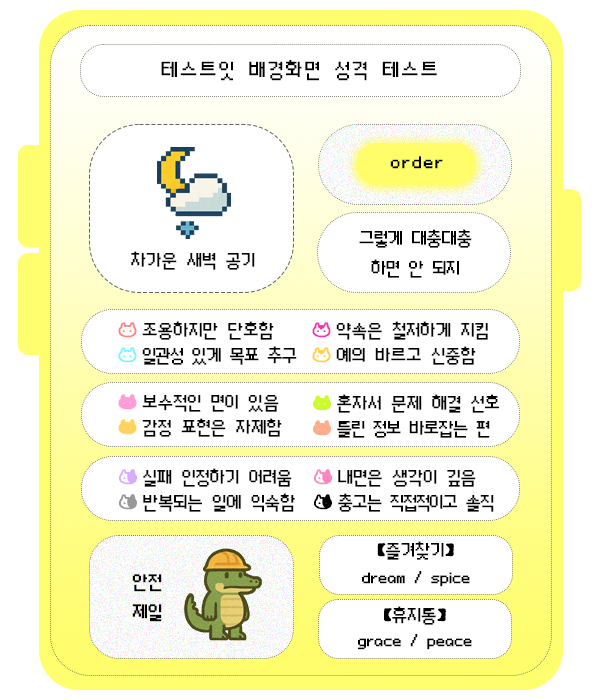 테스트잇 배경화면 성격 테스트
차가운 새벽 공기
order
그렇게 대충대충
하면 안 되지
조용하지만 단호함
약속은 철저하게 지킴
일관성 있게 목표 추구
예의 바르고 신중함
보수적인 면이 있음
혼자서 문제 해결 선호
감정 표현은 자제함
틀린 정보 바로잡는 편
실패 인정하기 어려움
내면은 생각이 깊음
반복되는 일에 익숙함
충고는 직접적이고 솔직
안전
제일
【즐겨찾기】
dream / spice
【휴지통】
grace / peace